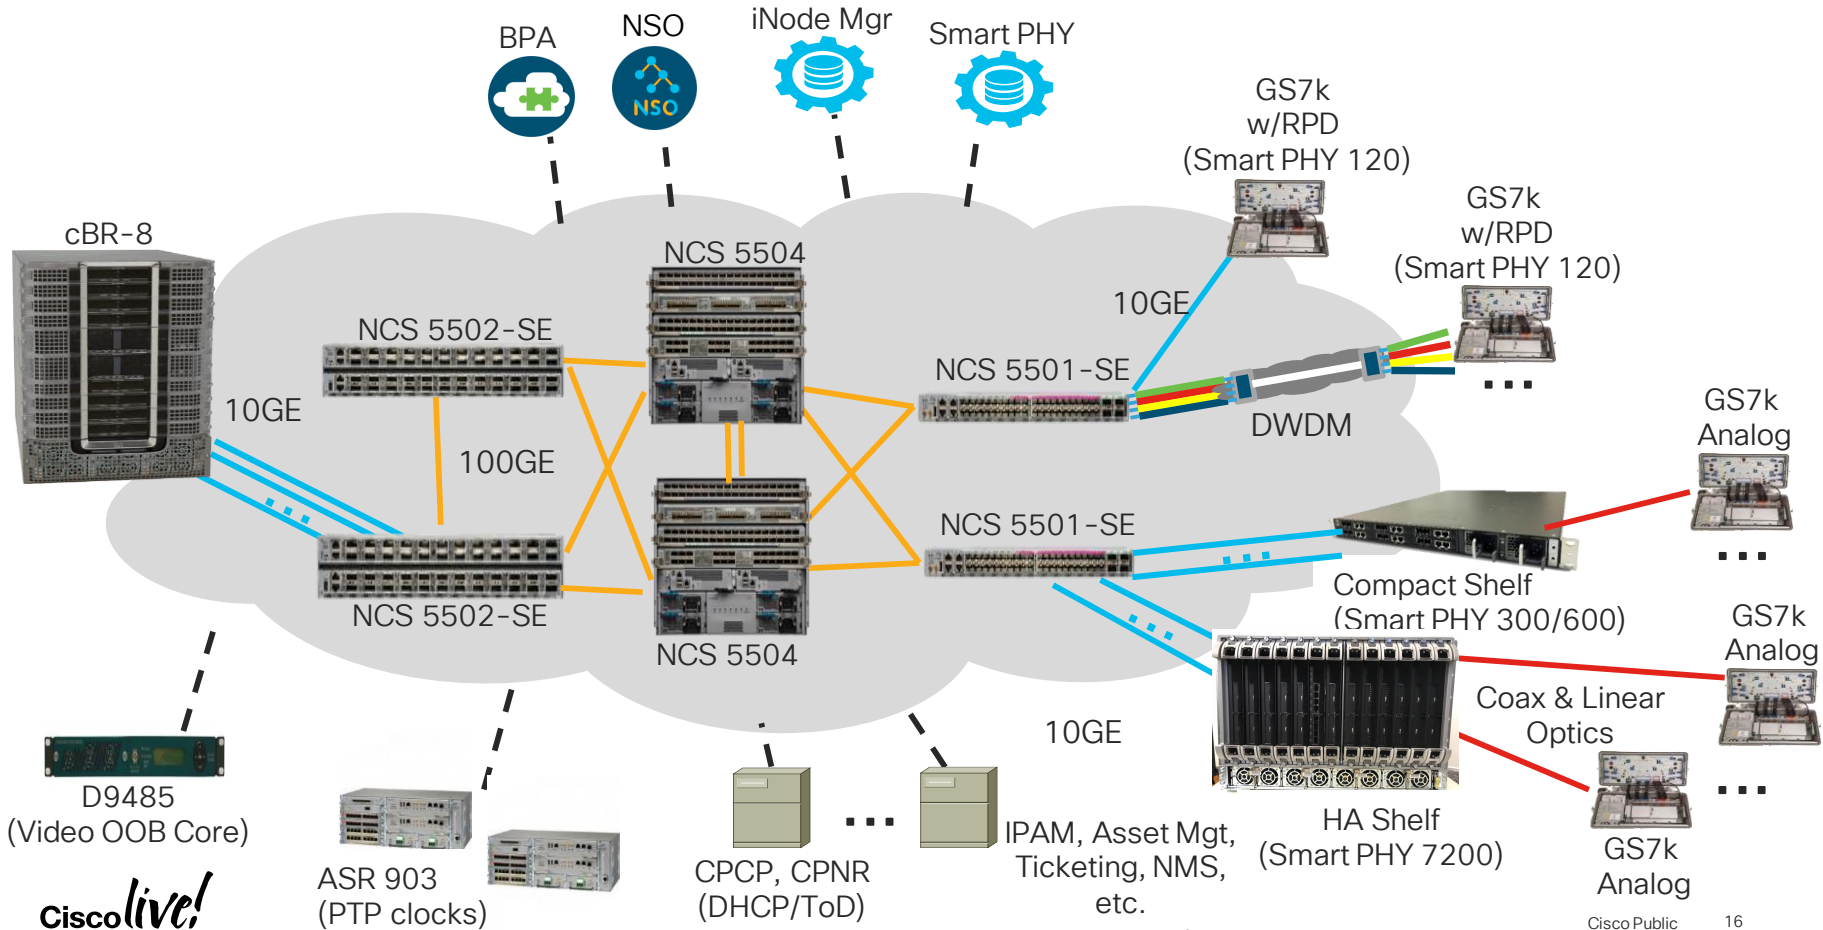 BPA
NSO
NSO
iNode Mgr
Smart PHY
GS7k
w/RPD
(Smart PHY 120)
GS7k
w/RPD
(Smart PHY 120)
cBR-8
NCS 5504
10GE
NCS 5502-SE
NCS 5501-SE
10GE
DWDM
GS7k
Analog
100GE
NCS 5501-SE
Compact Shelf
(Smart PHY 300/600)
NCS 5502-SE
NCS 5504
GS7k
Analog
Coax & Linear
Optics
10GE
D9485
(Video OOB Core)
ASR 903
(PTP clocks)
CPCP, CPNR
(DHCP/ToD)
IPAM, Asset Mgt,
Ticketing, NMS,
etc.
HA Shelf
(Smart PHY 7200)
GS7k
Analog
Cisco live!
Cisco Public
16